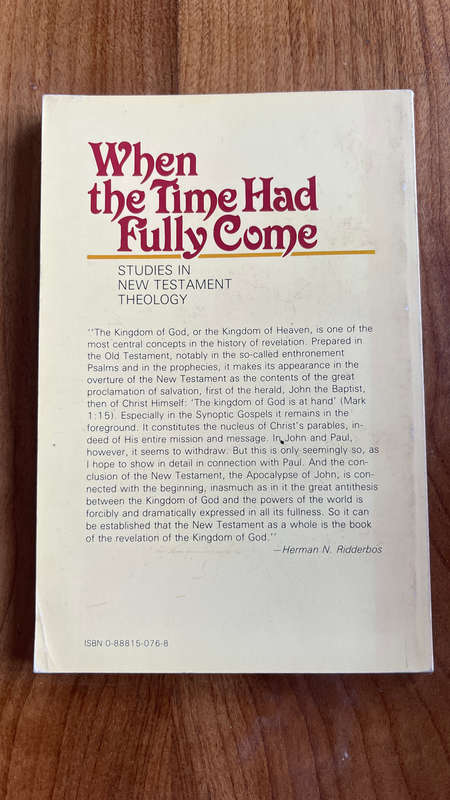 When
the Time Had
Fully Come
STUDIES IN
NEW TESTAMENT
THEOLOGY
''The Kingdom of God, or the Kingdom of Heaven, is one of the
most central concepts in the history of revelation. Prepared in
the Old Testament, notably in the so-called enthronement
Psalms and in the prophecies, it makes its appearance in the
overture of the New Testament as the contents of the great
proclamation of salvation, first of the herald, John the Baptist,
then of Christ Himself: 'The kingdom of God is at hand' (Mark
1:15). Especially in the Synoptic Gospels it remains in the
foreground. It constitutes the nucleus of Christ's parables, in-
deed of His entire mission and message. In John and Paul,
however, it seems to withdraw. But this is only seemingly so, as
I hope to show in detail in connection with Paul. And the con-
clusion of the New Testament, the Apocalypse of John, is con-
nected with the beginning, inasmuch as in it the great antithesis
between the Kingdom of God and the powers of the world is
forcibly and dramatically expressed in all its fullness. So it can
be established that the New Testament as a whole is the book
of the revelation of the Kingdom of God.''
—Herman N. Ridderbos
ISBN 0-88815-076-8